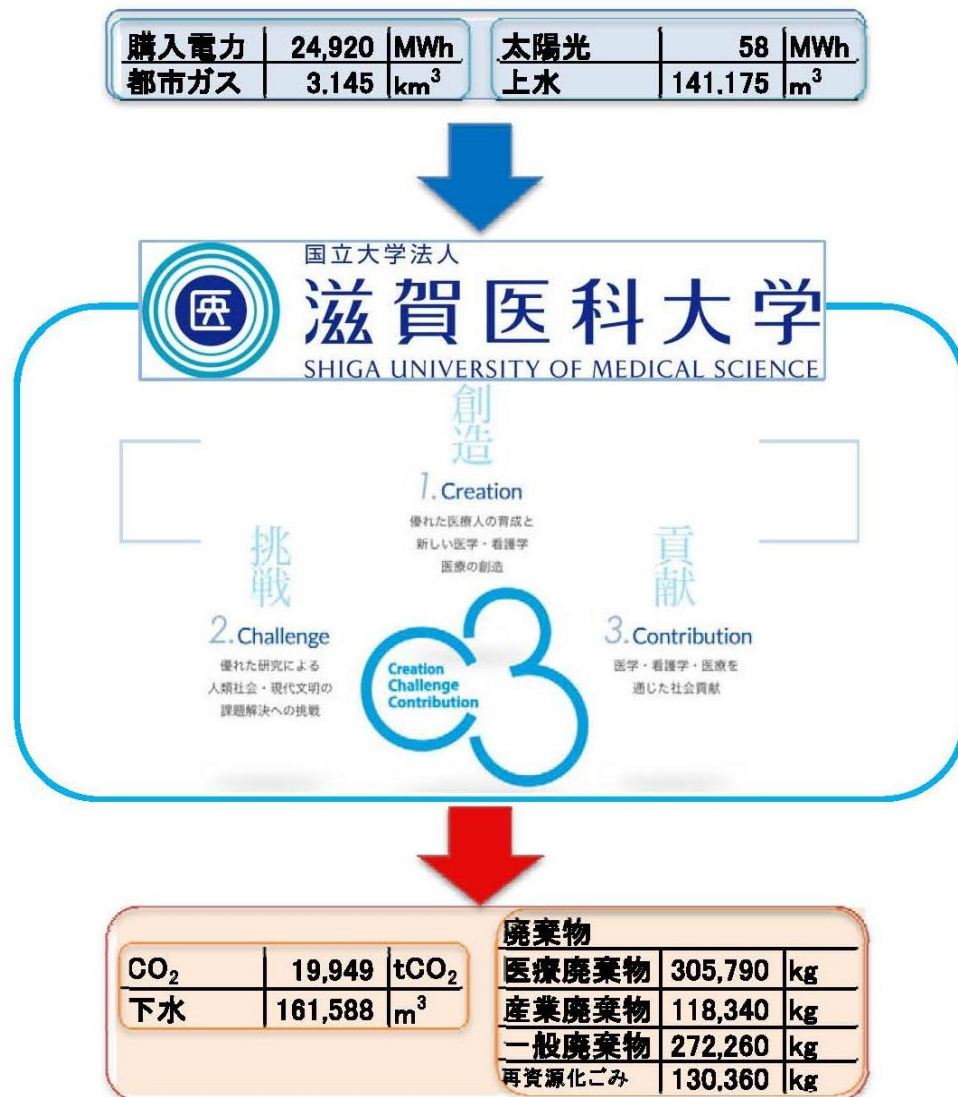 購入電力 24,920 MWh
都市ガス 3,145 km³
太陽光 58 MWh
上水 141,175 m³
国立大学法人
滋賀医科大学
SHIGA UNIVERSITY OF MEDICAL SCIENCE
創造
1. Creation
優れた医療人の育成と
新しい医学・看護学
医療の創造
挑戦
2. Challenge
優れた研究による
人類社会・現代文明の
課題解決への挑戦
貢献
3. Contribution
医学・看護学・医療を
通じた社会貢献
Creation
Challenge
Contribution
CO₂ 19,949 tCO₂
下水 161,588 m³
廃棄物
医療廃棄物 305,790 kg
産業廃棄物 118,340 kg
一般廃棄物 272,260 kg
再資源化ごみ 130,360 kg